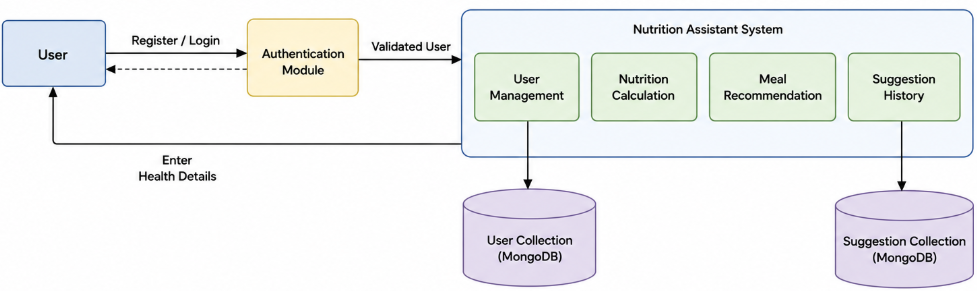 Nutrition Assistant System
User
Register / Login
Authentication
Module
Validated User
User
Management
Nutrition
Calculation
Meal
Recommendation
Suggestion
History
Enter
Health Details
User Collection
(MongoDB)
Suggestion Collection
(MongoDB)